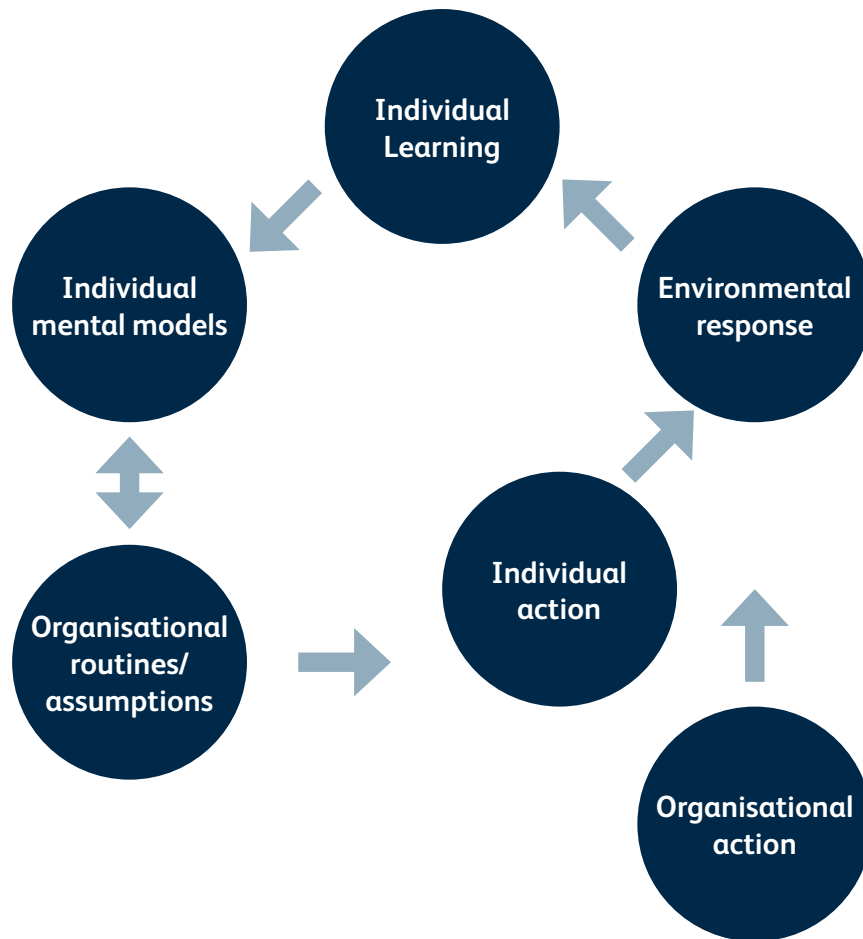 Individual
Learning
Individual
mental models
Environmental
response
Individual
action
Organisational
routines/
assumptions
Organisational
action